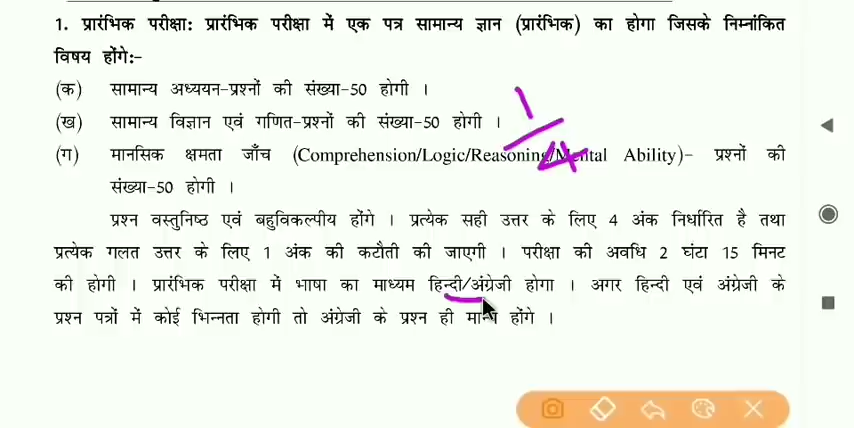 1. प्रारंभिक परीक्षा: प्रारंभिक परीक्षा में एक पत्र सामान्य ज्ञान (प्रारंभिक) का होगा जिसके निम्नांकित
विषय होंगे:-
(क) सामान्य अध्ययन-प्रश्नों की संख्या-50 होगी ।
(ख) सामान्य विज्ञान एवं गणित-प्रश्नों की संख्या-50 होगी ।
1/4
(ग) मानसिक क्षमता जाँच (Comprehension/Logic/Reasoning/Mental Ability)- प्रश्नों की
संख्या-50 होगी ।
प्रश्न वस्तुनिष्ठ एवं बहुविकल्पीय होंगे । प्रत्येक सही उत्तर के लिए 4 अंक निर्धारित है तथा
प्रत्येक गलत उत्तर के लिए 1 अंक की कटौती की जाएगी । परीक्षा की अवधि 2 घंटा 15 मिनट
की होगी । प्रारंभिक परीक्षा में भाषा का माध्यम हिन्दी/अंग्रेजी होगा । अगर हिन्दी एवं अंग्रेजी के
प्रश्न पत्रों में कोई भिन्नता होगी तो अंग्रेजी के प्रश्न ही मान्य होंगे ।